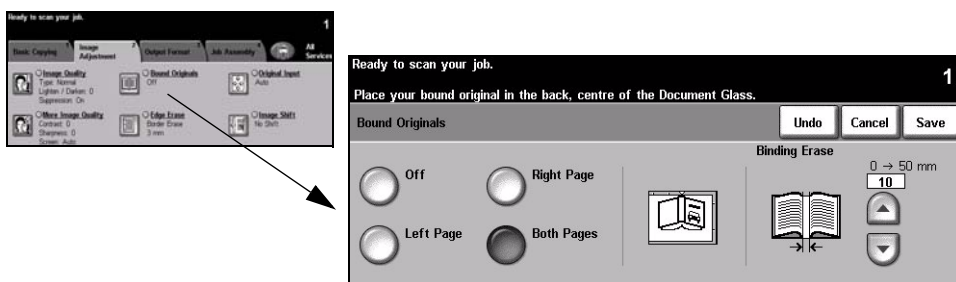 Ready to scan your job.
1
Basic Copying
Image Adjustment
2
Output Format
3
Job Assembly
4
All Services
Image Quality
Type: Normal
Lighten / Darken: 0
Suppression: On
Bound Originals
Off
Original Input
Auto
More Image Quality
Contrast: 0
Sharpness: 0
Screen: Auto
Edge Erase
Border Erase
3 mm
Image Shift
No Shift
Ready to scan your job.
1
Place your bound original in the back, centre of the Document Glass.
Bound Originals
Undo
Cancel
Save
Off
Right Page
Left Page
Both Pages
Binding Erase
0 → 50 mm
10